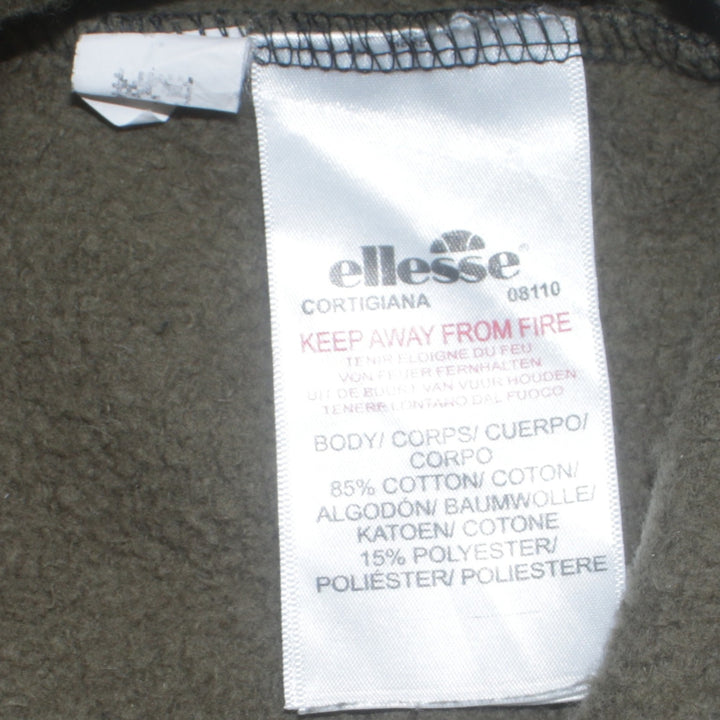 ellesse®
CORTIGIANA 08110
KEEP AWAY FROM FIRE
TENIR ELOIGNE DU FEU
VON FEUER FERNHALTEN
UIT DE BUURT VAN VUUR HOUDEN
TENERE LONTANO DAL FUOCO
BODY/ CORPS/ CUERPO/
CORPO
85% COTTON/ COTON/
ALGODÓN/ BAUMWOLLE/
KATOEN/ COTONE
15% POLYESTER/
POLIÉSTER/ POLIESTERE